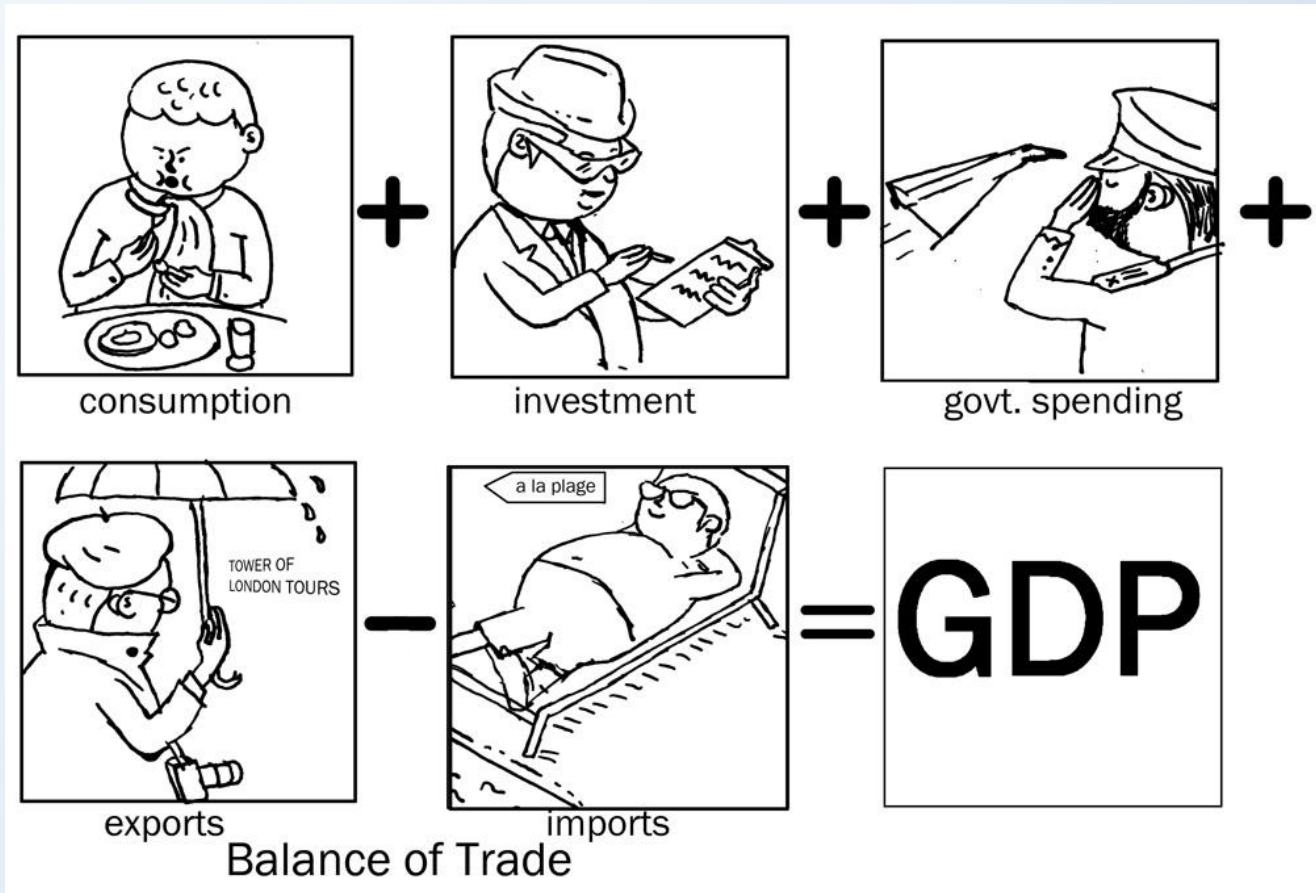 +
+
+
consumption
investment
govt. spending
a la plage
TOWER OF
LONDON TOURS
−
=
GDP
exports
imports
Balance of Trade